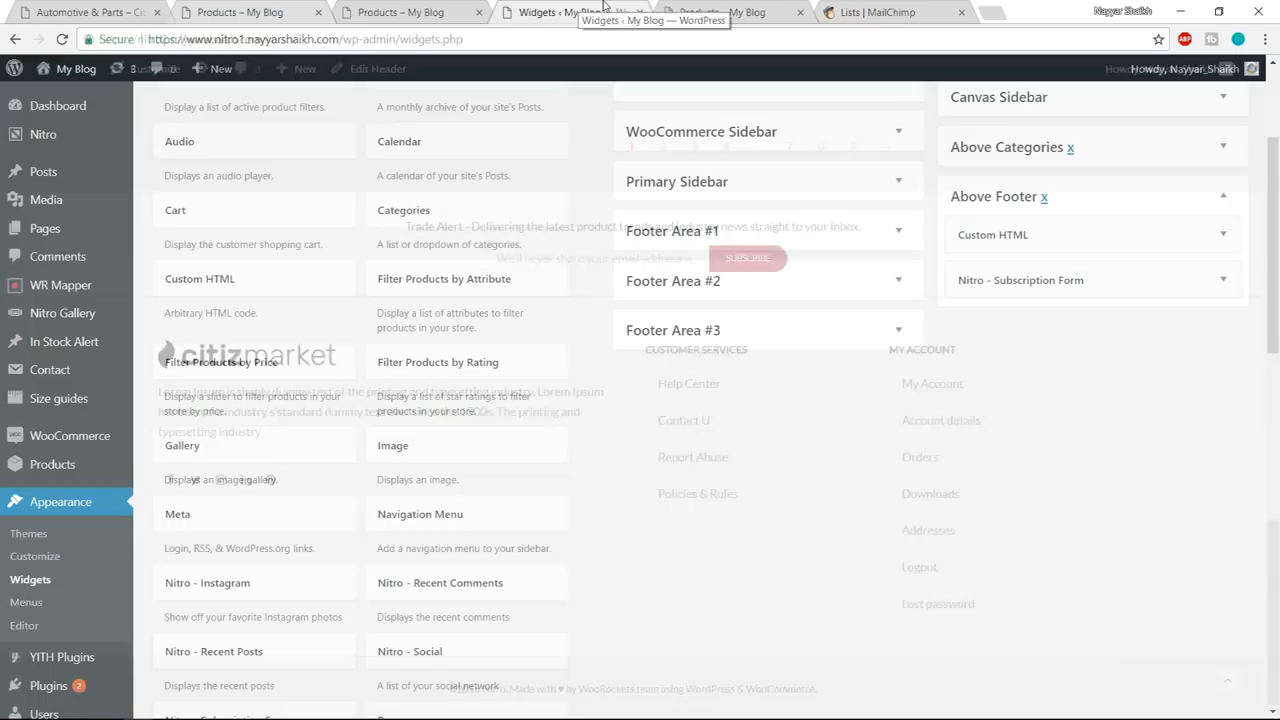 Nayyar Shaikh
Automotive & Parts – Cit
Products – My Blog
Products – My Blog
Widgets ‹ My Blog — W
Products – My Blog
Lists | MailChimp
Widgets ‹ My Blog — WordPress
Secure
https://www.nitro1.nayyarshaikh.com/wp-admin/widgets.php
ABP
My Blog
Customize
3
New
New
Edit Header
Howdy, Nayyar Shaikh
Dashboard
Nitro
Posts
Media
Pages
Comments
WR Mapper
Nitro Gallery
In Stock Alert
Contact
Size guides
WooCommerce
Products
Appearance
Themes
Customize
Widgets
Menus
Editor
YITH Plugins
Plugins 2
Users
Display a list of active product filters.
A monthly archive of your site's Posts.
Audio
Calendar
Displays an audio player.
A calendar of your site's Posts.
Cart
Categories
Display the customer shopping cart.
A list or dropdown of categories.
Custom HTML
Filter Products by Attribute
Arbitrary HTML code.
Display a list of attributes to filter
products in your store.
Filter Products by Price
Filter Products by Rating
Display a slider to filter products in your
store by price.
Display a list of star ratings to filter
products in your store.
Gallery
Image
Displays an image gallery.
Displays an image.
Meta
Navigation Menu
Login, RSS, & WordPress.org links.
Add a navigation menu to your sidebar.
Nitro - Instagram
Nitro - Recent Comments
Show off your favorite Instagram photos
Displays the recent comments
Nitro - Recent Posts
Nitro - Social
Displays the recent posts
A list of your social network
WooCommerce Sidebar
Primary Sidebar
Footer Area #1
Footer Area #2
Footer Area #3
Canvas Sidebar
Above Categories x
Above Footer x
Custom HTML
Nitro - Subscription Form
Trade Alert - Delivering the latest product trends and industry news straight to your inbox.
We'll never share your email address
SUBSCRIBE
citizmarket
Lorem Ipsum is simply dummy text of the printing and typesetting industry. Lorem Ipsum
has been the industry's standard dummy text ever since the 1500s. The printing and
typesetting industry
CUSTOMER SERVICES
Help Center
Contact U
Report Abuse
Policies & Rules
MY ACCOUNT
My Account
Account details
Orders
Downloads
Addresses
Logout
Lost password
Nitro. Made with ♥ by WooRockets team using WordPress & WooCommerce.